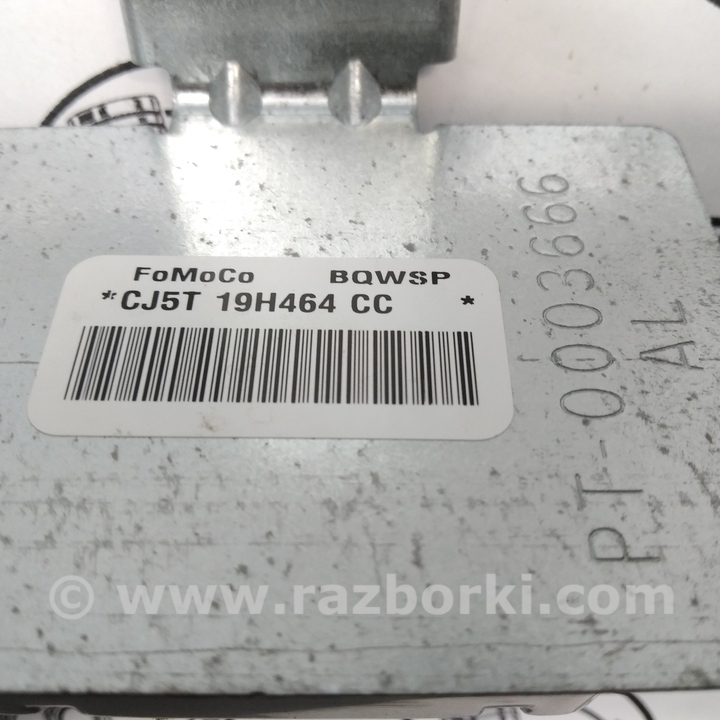 FoMoCo BQWSP
*CJ5T 19H464 CC *
PT-0003666
AL
© www.razborki.com